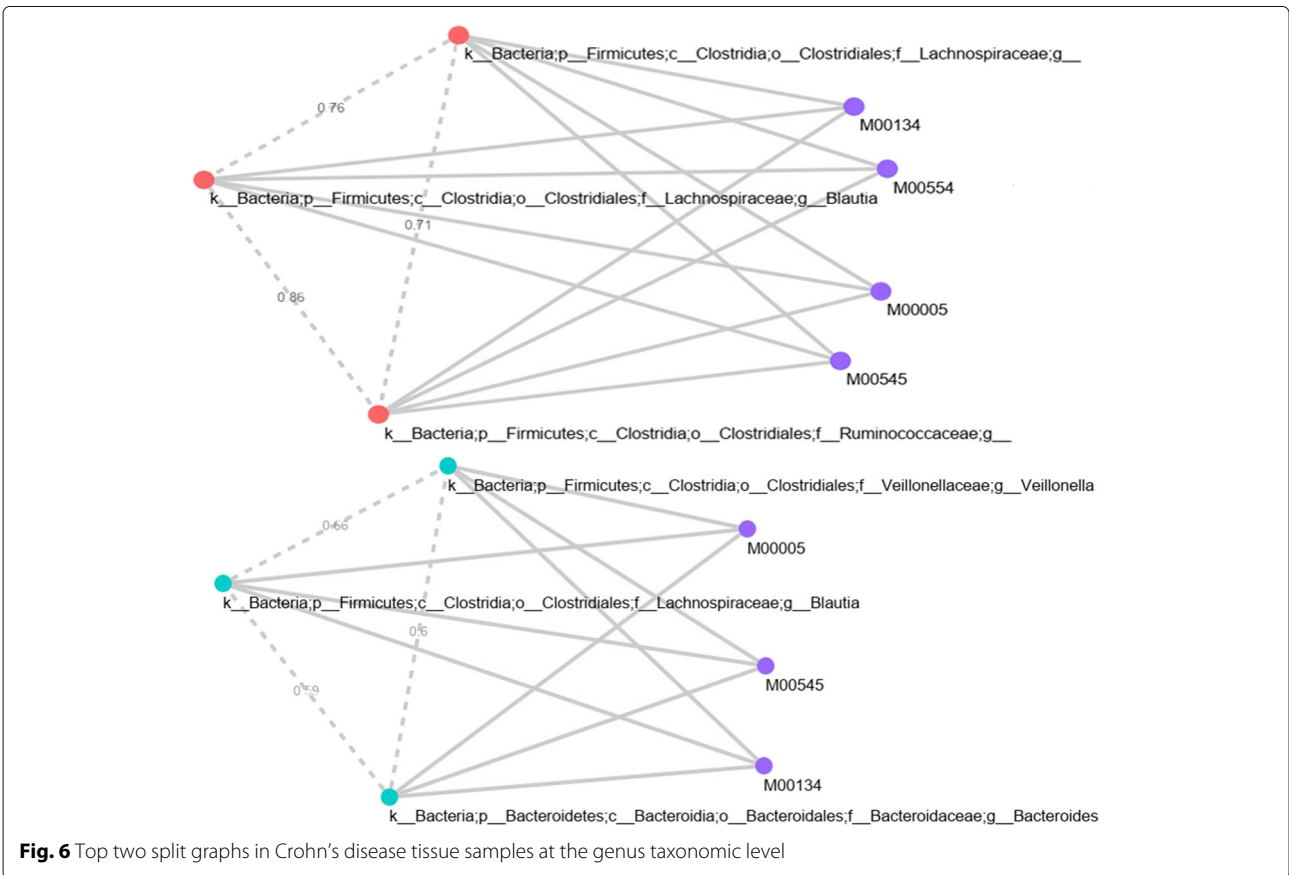 k__Bacteria;p__Firmicutes;c__Clostridia;o__Clostridiales;f__Lachnospiraceae;g__
0.76
M00134
M00554
k__Bacteria;p__Firmicutes;c__Clostridia;o__Clostridiales;f__Lachnospiraceae;g__Blautia
0.71
0.86
M00005
M00545
k__Bacteria;p__Firmicutes;c__Clostridia;o__Clostridiales;f__Ruminococcaceae;g__
k__Bacteria;p__Firmicutes;c__Clostridia;o__Clostridiales;f__Veillonellaceae;g__Veillonella
0.66
M00005
k__Bacteria;p__Firmicutes;c__Clostridia;o__Clostridiales;f__Lachnospiraceae;g__Blautia
0.6
M00545
0.59
M00134
k__Bacteria;p__Bacteroidetes;c__Bacteroidia;o__Bacteroidales;f__Bacteroidaceae;g__Bacteroides
Fig. 6 Top two split graphs in Crohn's disease tissue samples at the genus taxonomic level